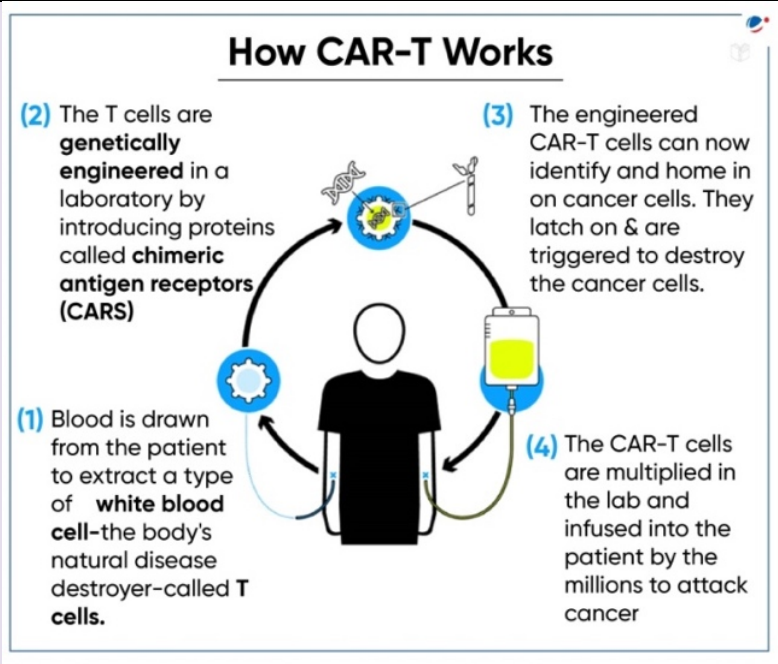 How CAR-T Works
(1) Blood is drawn
from the patient
to extract a type
of white blood
cell-the body's
natural disease
destroyer-called T
cells.
(2) The T cells are
genetically
engineered in a
laboratory by
introducing proteins
called chimeric
antigen receptors
(CARS)
(3) The engineered
CAR-T cells can now
identify and home in
on cancer cells. They
latch on & are
triggered to destroy
the cancer cells.
(4) The CAR-T cells
are multiplied in
the lab and
infused into the
patient by the
millions to attack
cancer